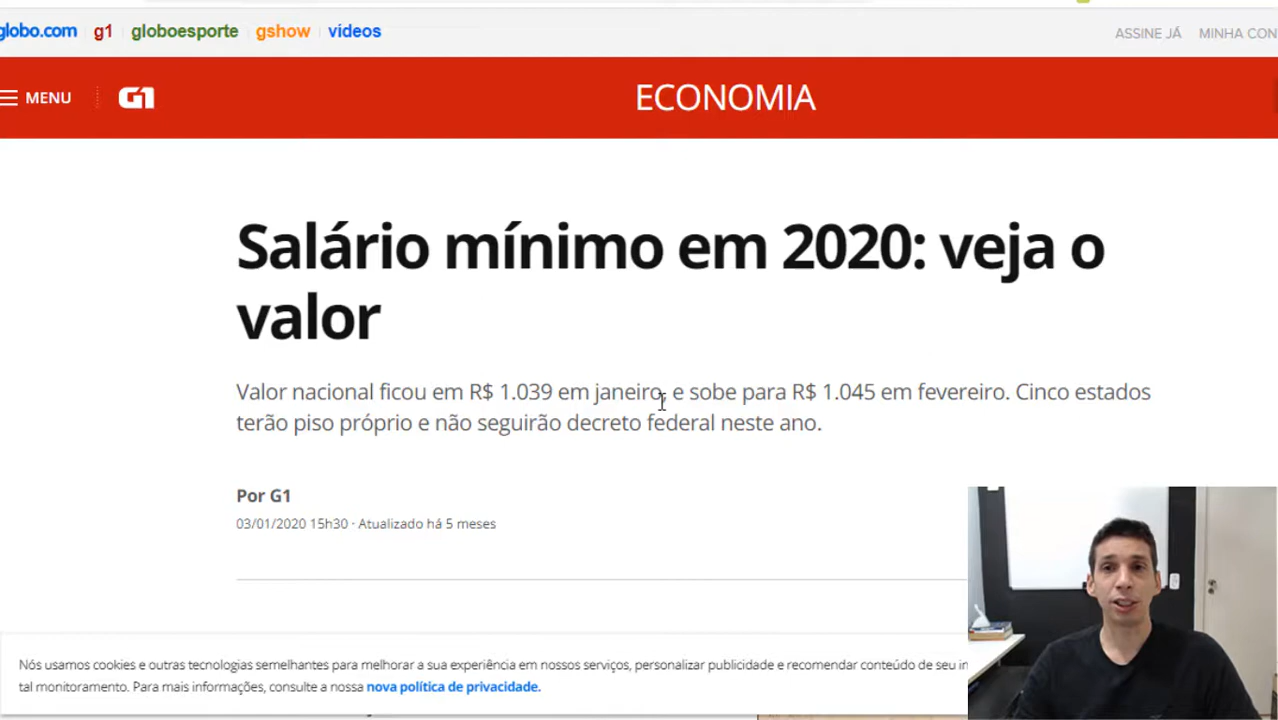 globo.com g1 globoesporte gshow vídeos ASSINE JÁ MINHA CON
MENU G1 ECONOMIA
Salário mínimo em 2020: veja o
valor
Valor nacional ficou em R$ 1.039 em janeiro, e sobe para R$ 1.045 em fevereiro. Cinco estados
terão piso próprio e não seguirão decreto federal neste ano.
Por G1
03/01/2020 15h30 · Atualizado há 5 meses
Nós usamos cookies e outras tecnologias semelhantes para melhorar a sua experiência em nossos serviços, personalizar publicidade e recomendar conteúdo de seu in
tal monitoramento. Para mais informações, consulte a nossa nova política de privacidade.